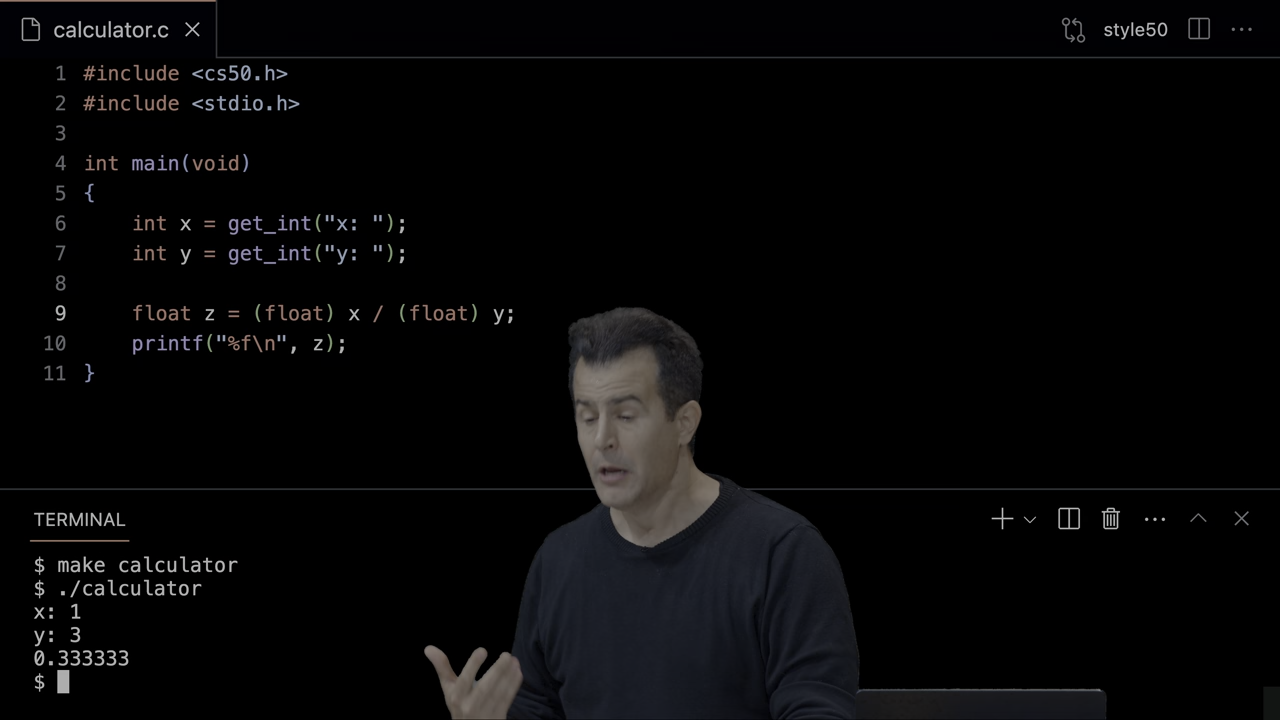 calculator.c
style50
1 #include <cs50.h>
2 #include <stdio.h>
3
4 int main(void)
5 {
6     int x = get_int("x: ");
7     int y = get_int("y: ");
8
9     float z = (float) x / (float) y;
10     printf("%f\n", z);
11 }
TERMINAL
$ make calculator
$ ./calculator
x: 1
y: 3
0.333333
$